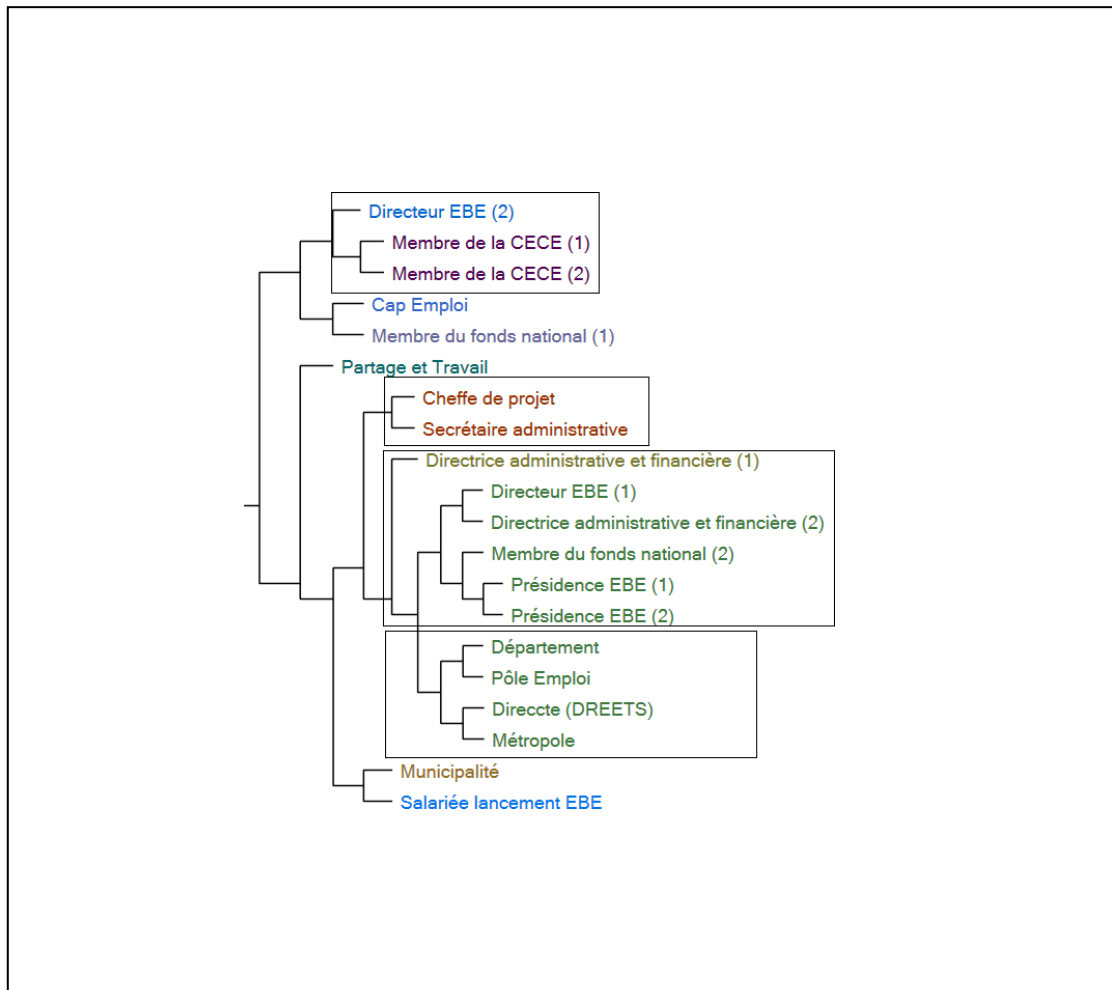 Directeur EBE (2)
Membre de la CECE (1)
Membre de la CECE (2)
Cap Emploi
Membre du fonds national (1)
Partage et Travail
Cheffe de projet
Secrétaire administrative
Directrice administrative et financière (1)
Directeur EBE (1)
Directrice administrative et financière (2)
Membre du fonds national (2)
Présidence EBE (1)
Présidence EBE (2)
Département
Pôle Emploi
Direccte (DREETS)
Métropole
Municipalité
Salariée lancement EBE